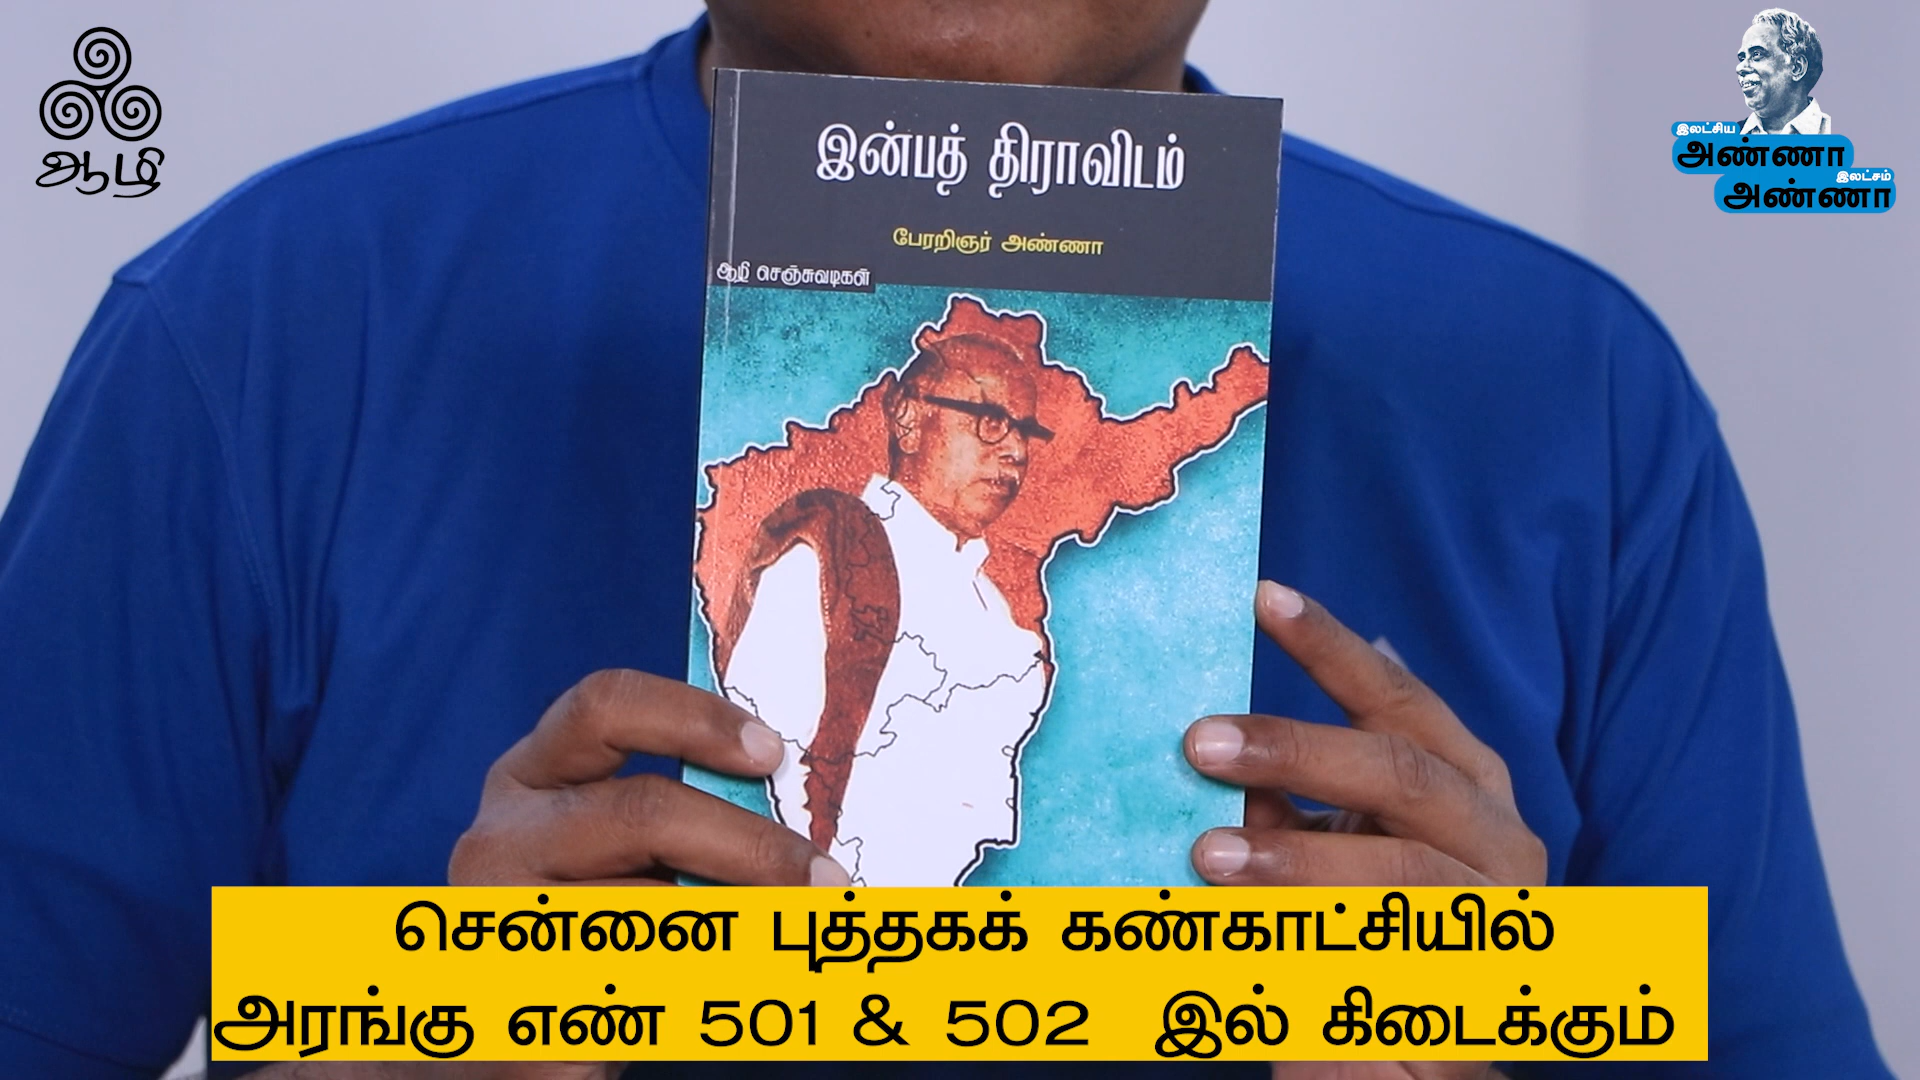 ஆழி
இலட்சிய
அண்ணா
இலட்சம்
அண்ணா
இன்பத் திராவிடம்
பேரறிஞர் அண்ணா
ஆழி செஞ்சுவடிகள்
சென்னை புத்தகக் கண்காட்சியில்
அரங்கு எண் 501 & 502 இல் கிடைக்கும்